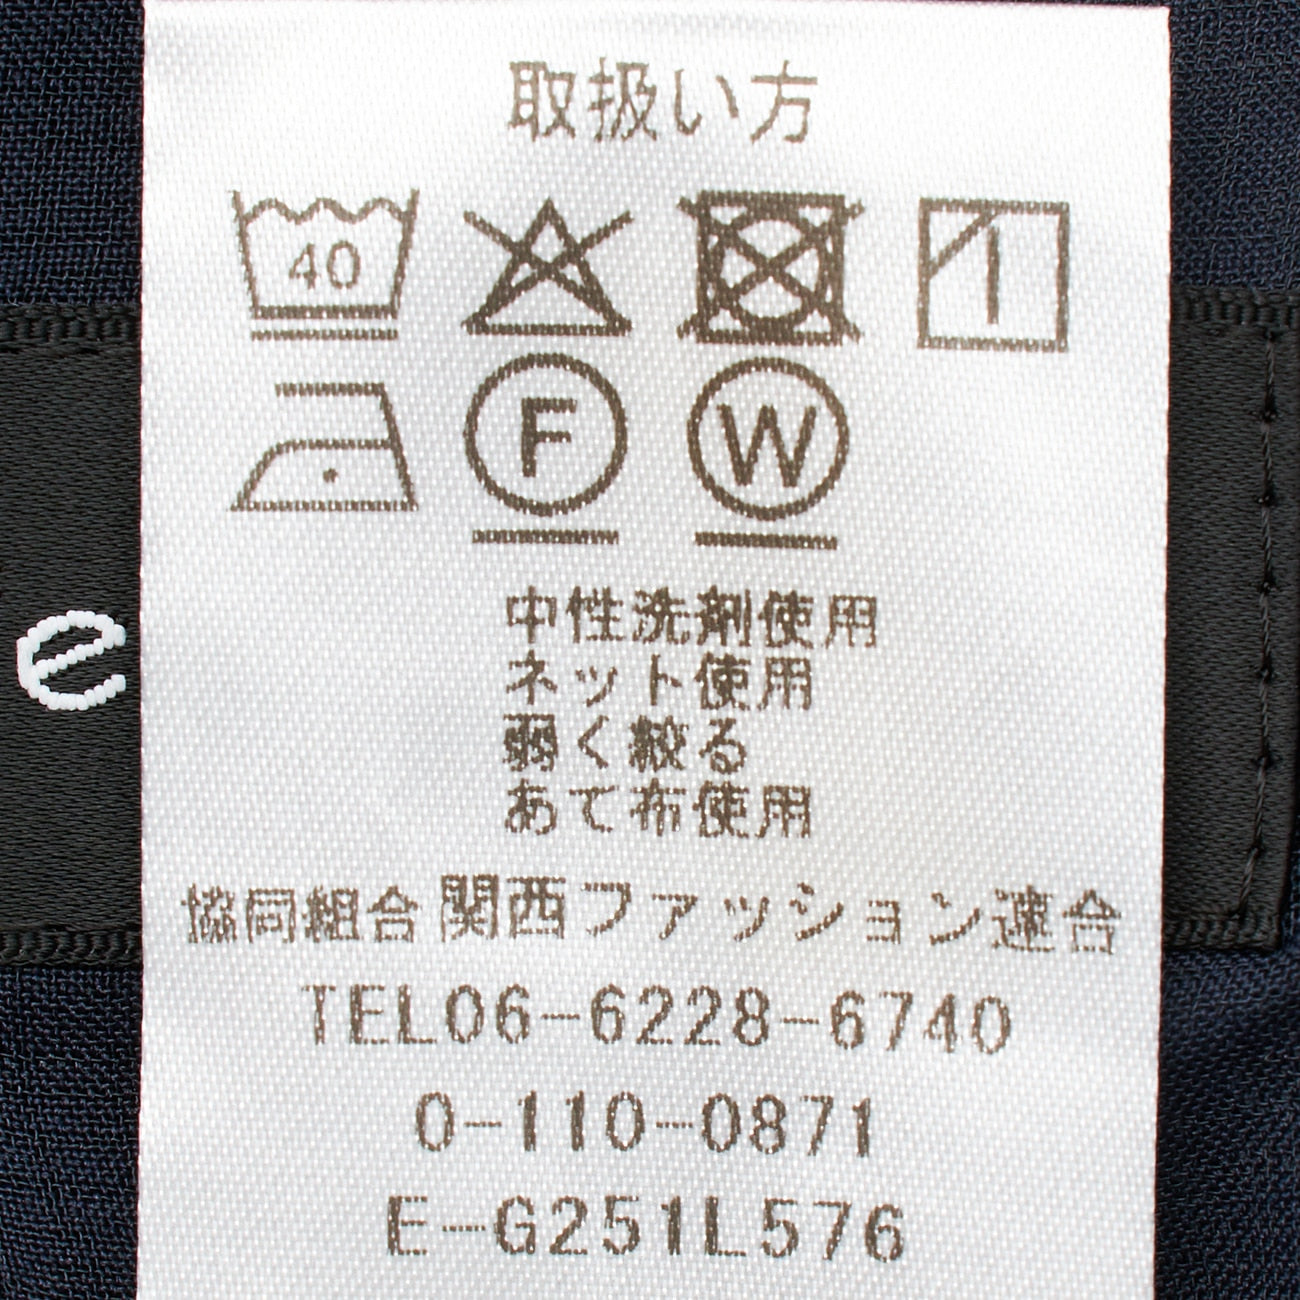 取扱い方
40
F W
中性洗剤使用
ネット使用
弱く絞る
あて布使用
協同組合 関西ファッション連合
TEL06-6228-6740
0-110-0871
E-G251L576
e